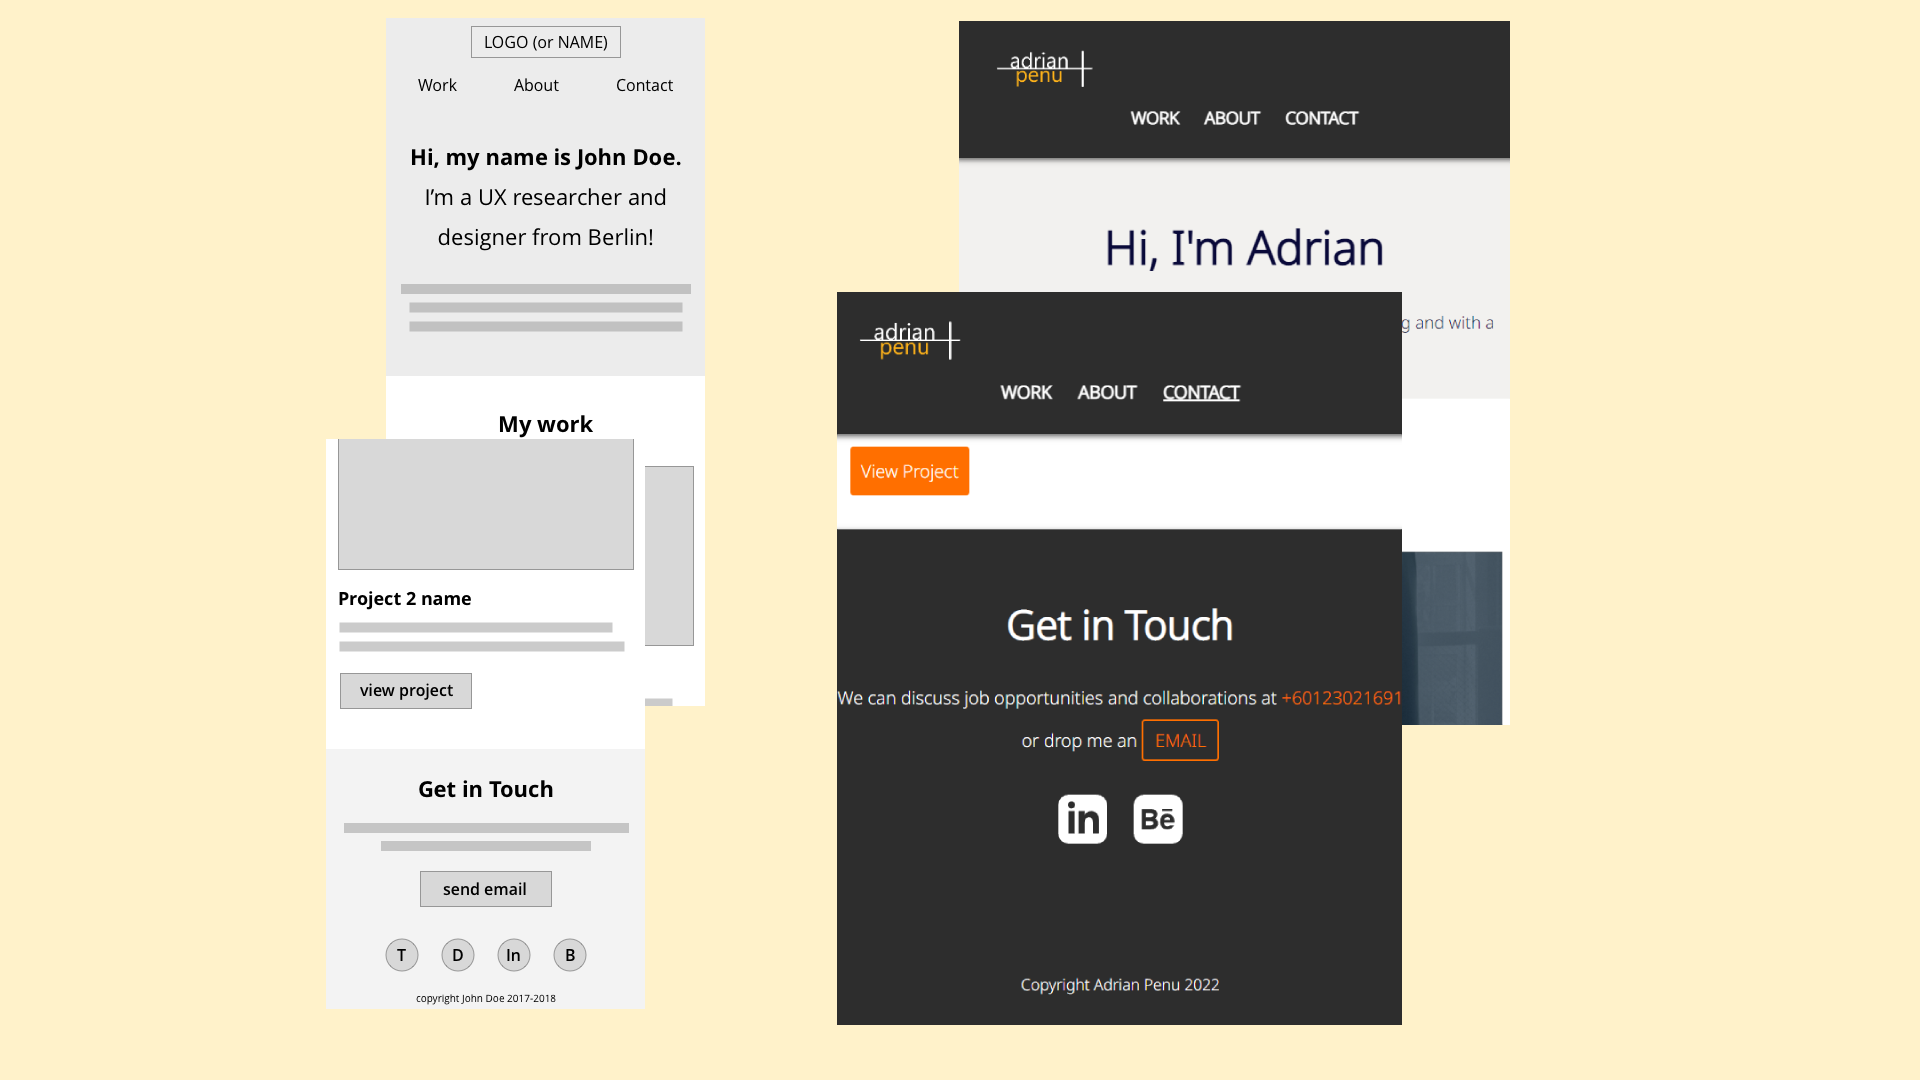 LOGO (or NAME)
Work About Contact
Hi, my name is John Doe.
I’m a UX researcher and
designer from Berlin!
My work
Project 2 name
view project
Get in Touch
send email
T D In B
copyright John Doe 2017-2018
adrian
penu
WORK ABOUT CONTACT
Hi, I'm Adrian
g and with a
adrian
penu
WORK ABOUT CONTACT
View Project
Get in Touch
We can discuss job opportunities and collaborations at +60123021691
or drop me an EMAIL
in Bē
Copyright Adrian Penu 2022